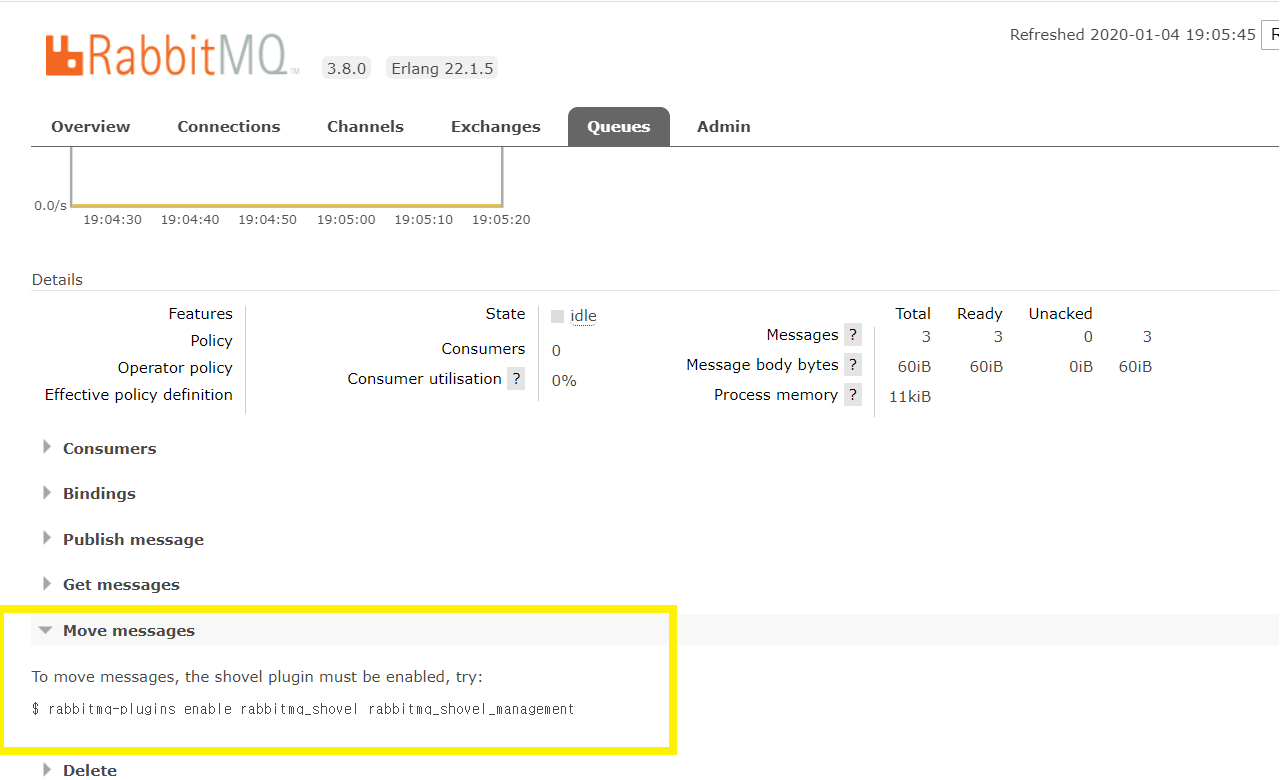 RabbitMQ™ 3.8.0 Erlang 22.1.5
Refreshed 2020-01-04 19:05:45 R
Overview Connections Channels Exchanges Queues Admin
0.0/s
19:04:30 19:04:40 19:04:50 19:05:00 19:05:10 19:05:20
Details
Features
Policy
Operator policy
Effective policy definition
State idle
Consumers 0
Consumer utilisation ? 0%
Total Ready Unacked
Messages ? 3 3 0 3
Message body bytes ? 60iB 60iB 0iB 60iB
Process memory ? 11kiB
Consumers
Bindings
Publish message
Get messages
Move messages
To move messages, the shovel plugin must be enabled, try:
$ rabbitmq-plugins enable rabbitmq_shovel rabbitmq_shovel_management
Delete